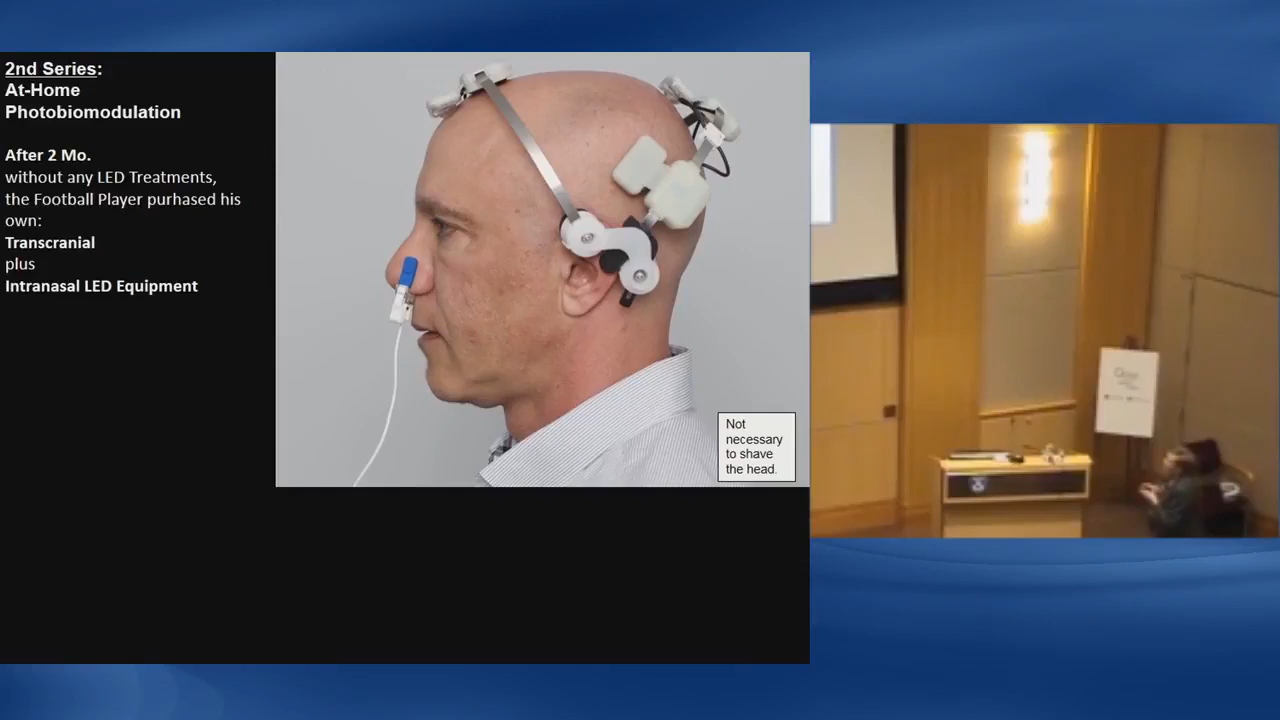 2nd Series:
At-Home
Photobiomodulation
After 2 Mo.
without any LED Treatments,
the Football Player purhased his
own:
Transcranial
plus
Intranasal LED Equipment
Not
necessary
to shave
the head.